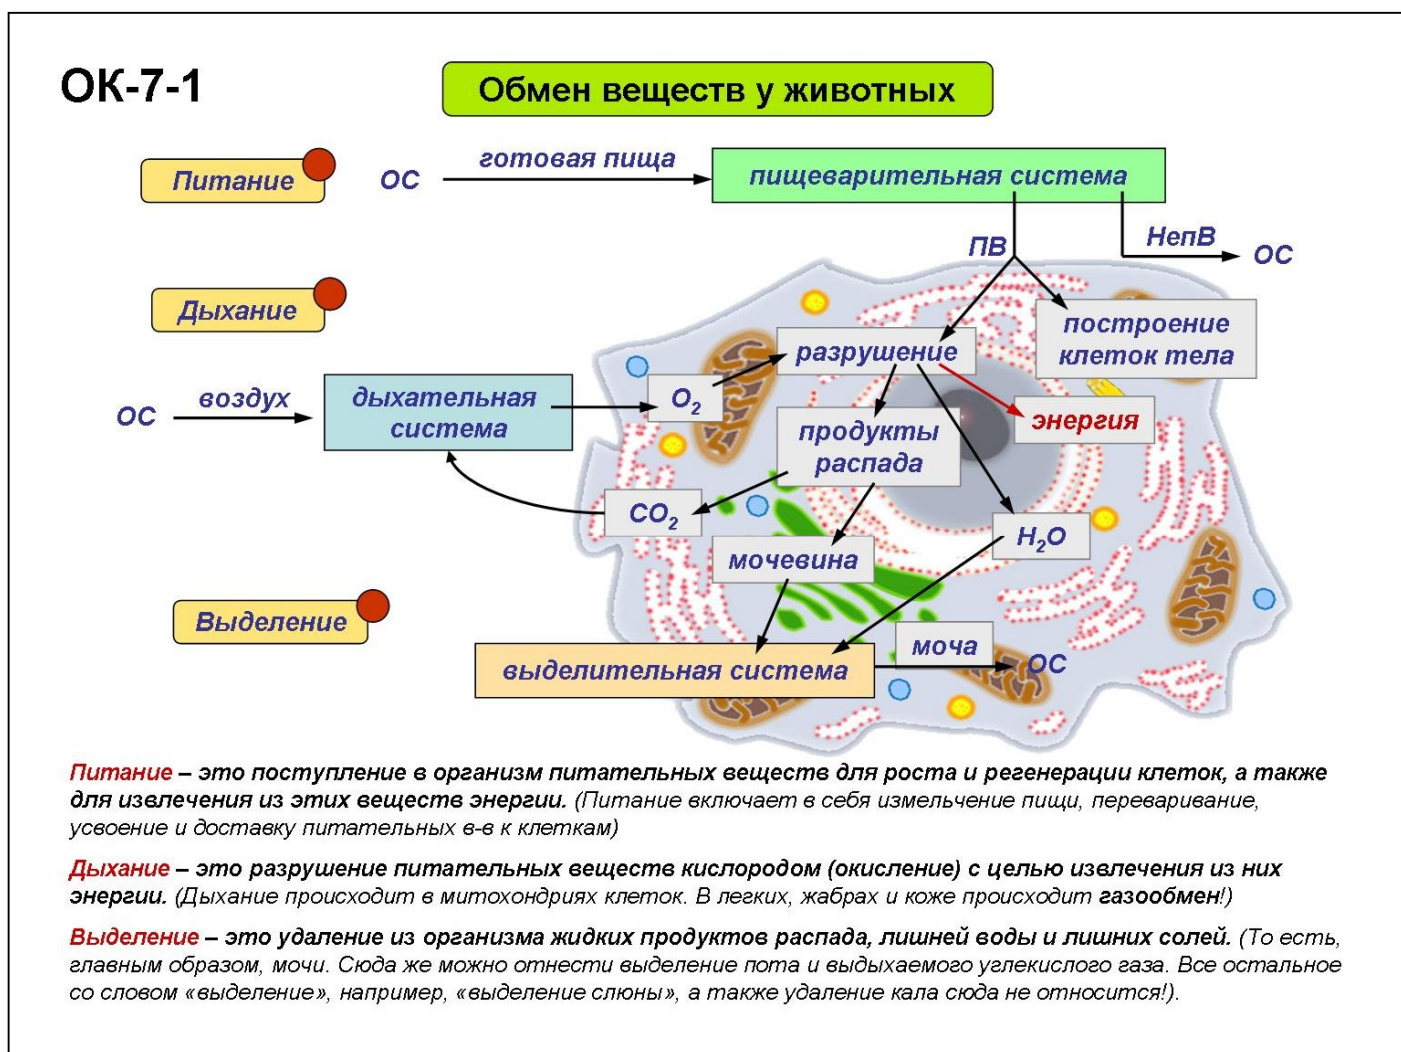 ОК-7-1
Обмен веществ у животных
Питание
ОС
готовая пища
пищеварительная система
ПВ
НепВ
ОС
Дыхание
ОС
воздух
дыхательная
система
O₂
разрушение
построение
клеток тела
энергия
продукты
распада
CO₂
мочевина
H₂O
Выделение
выделительная система
моча
ОС
Питание – это поступление в организм питательных веществ для роста и регенерации клеток, а также
для извлечения из этих веществ энергии. (Питание включает в себя измельчение пищи, переваривание,
усвоение и доставку питательных в-в к клеткам)
Дыхание – это разрушение питательных веществ кислородом (окисление) с целью извлечения из них
энергии. (Дыхание происходит в митохондриях клеток. В легких, жабрах и коже происходит газообмен!)
Выделение – это удаление из организма жидких продуктов распада, лишней воды и лишних солей. (То есть,
главным образом, мочи. Сюда же можно отнести выделение пота и выдыхаемого углекислого газа. Все остальное
со словом «выделение», например, «выделение слюны», а также удаление кала сюда не относится!).